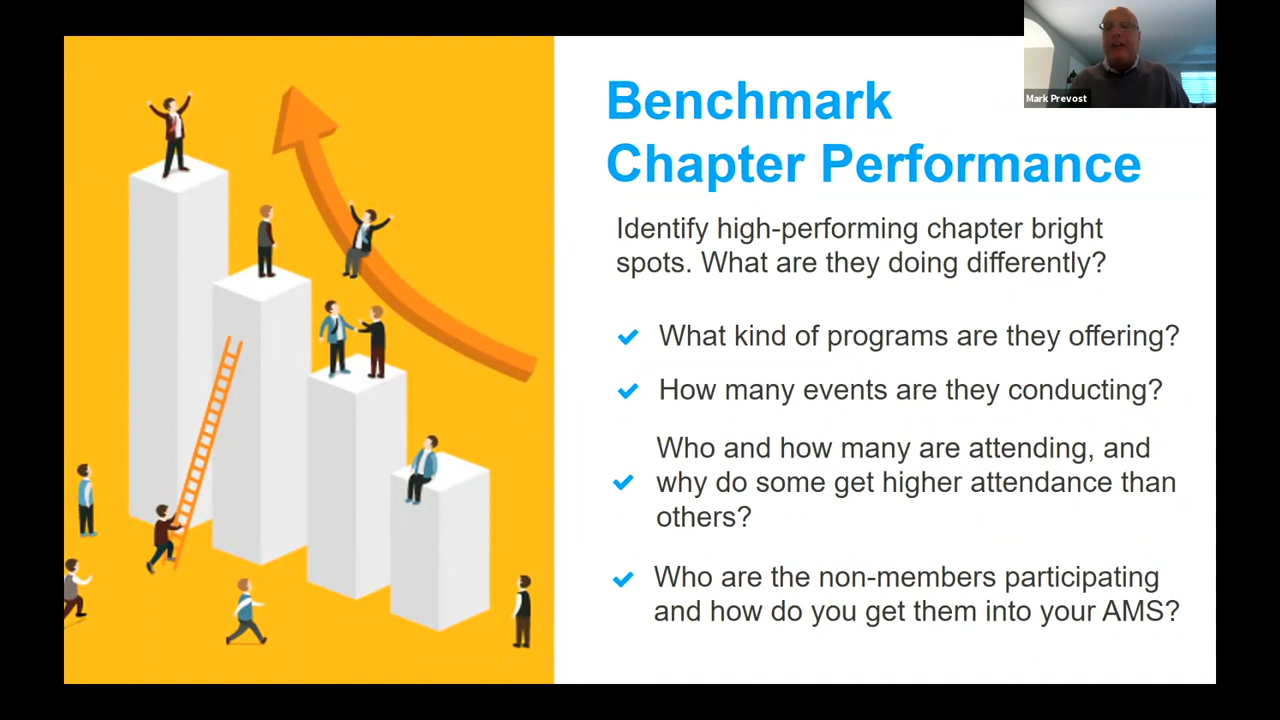 Benchmark
Chapter Performance
Mark Prevost
Identify high-performing chapter bright
spots. What are they doing differently?
What kind of programs are they offering?
How many events are they conducting?
Who and how many are attending, and
why do some get higher attendance than
others?
Who are the non-members participating
and how do you get them into your AMS?